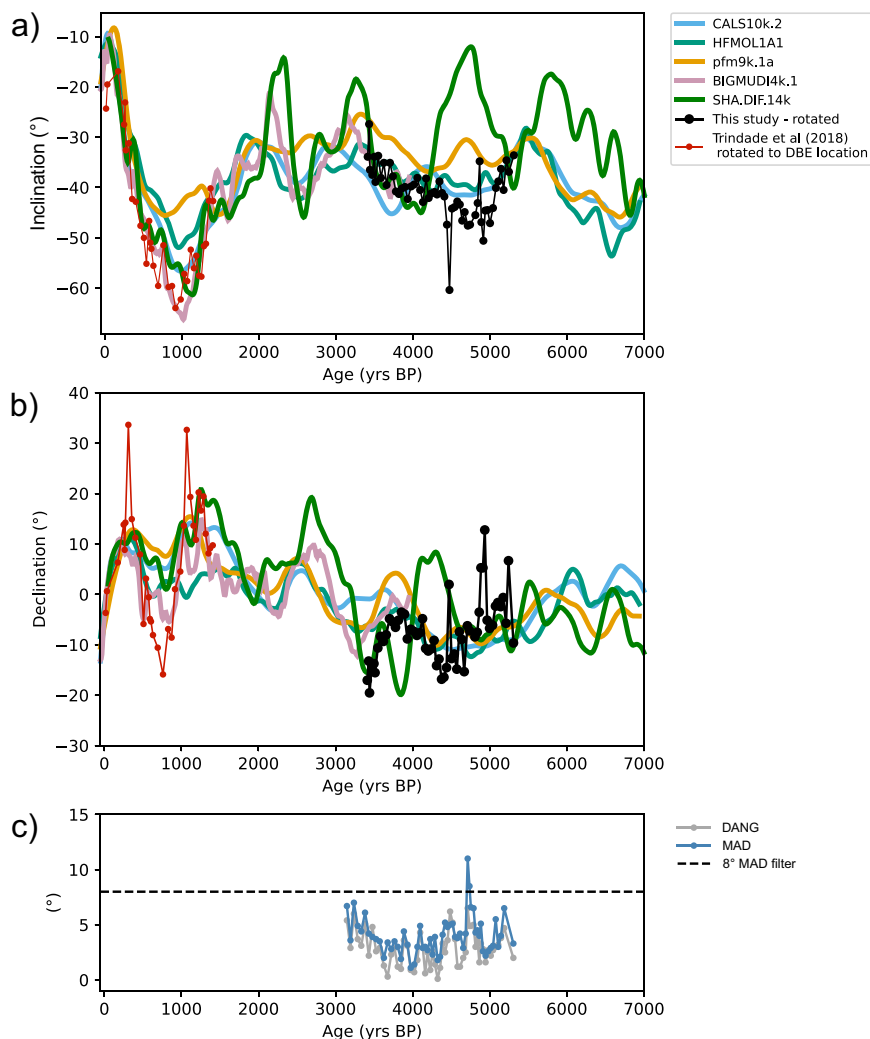 a)
−10
−20
−30
−40
−50
−60
Inclination (°)
0 1000 2000 3000 4000 5000 6000 7000
Age (yrs BP)
CALS10k.2
HFMOL1A1
pfm9k.1a
BIGMUDI4k.1
SHA.DIF.14k
This study - rotated
Trindade et al (2018)
rotated to DBE location
b)
40
30
20
10
0
−10
−20
−30
Declination (°)
0 1000 2000 3000 4000 5000 6000 7000
Age (yrs BP)
c)
15
10
5
0
(°)
0 1000 2000 3000 4000 5000 6000 7000
Age (yrs BP)
DANG
MAD
8° MAD filter